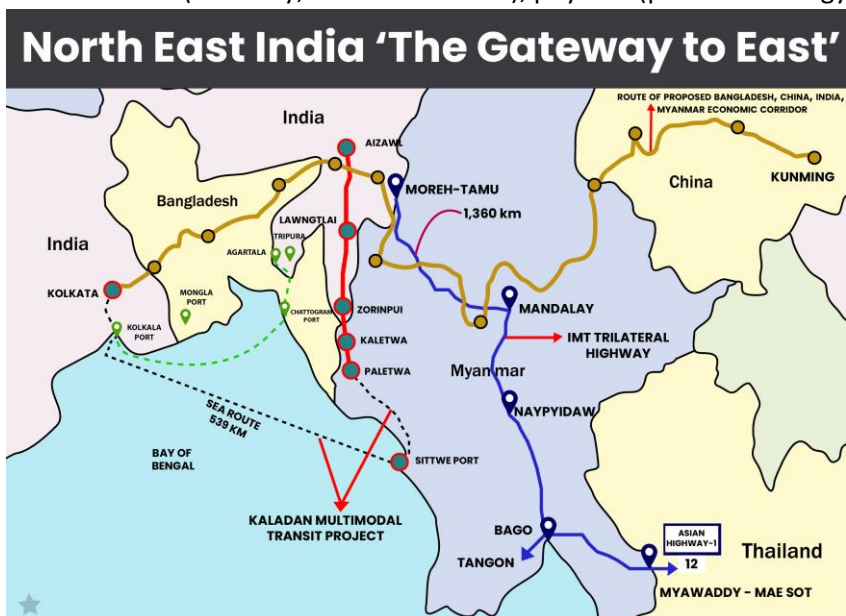 North East India ‘The Gateway to East’
India
ROUTE OF PROPOSED BANGLADESH, CHINA, INDIA,
MYANMAR ECONOMIC CORRIDOR
AIZAWL
MOREH-TAMU
China
KUNMING
Bangladesh
1,360 km
LAWNGTLAI
TRIPURA
AGARTALA
India
KOLKATA
MONGLA
PORT
CHATTOGRAM
PORT
ZORINPUI
MANDALAY
KOLKALA
PORT
KALETWA
IMT TRILATERAL
HIGHWAY
PALETWA
Myanmar
NAYPYIDAW
SEA ROUTE
539 KM
BAY OF
BENGAL
SITTWE PORT
KALADAN MULTIMODAL
TRANSIT PROJECT
BAGO
TANGON
ASIAN
HIGHWAY-1
12
Thailand
MYAWADDY - MAE SOT